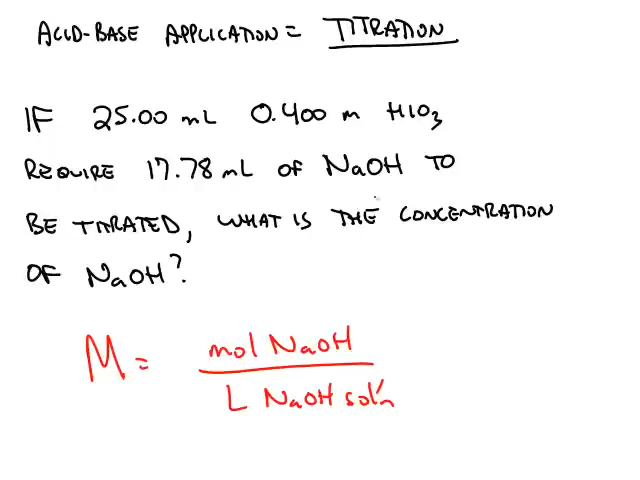 ACID-BASE APPLICATION = TITRATION
IF 25.00 mL 0.400 M HIO3
REQUIRE 17.78 mL OF NaOH TO
BE TITRATED, WHAT IS THE CONCENTRATION
OF NaOH?
M = mol NaOH
L NaOH sol'n